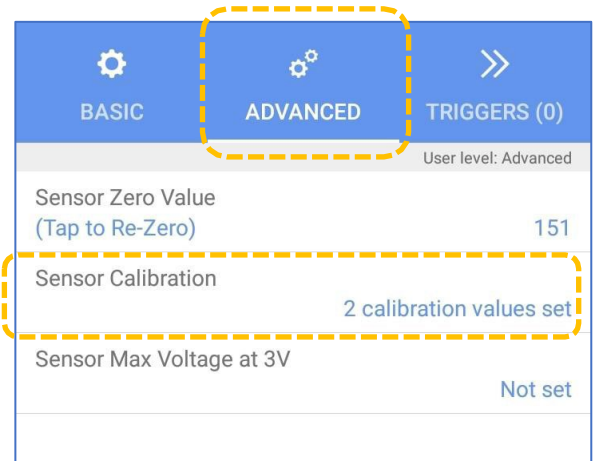 BASIC ADVANCED TRIGGERS (0)
User level: Advanced
Sensor Zero Value
(Tap to Re-Zero) 151
Sensor Calibration
2 calibration values set
Sensor Max Voltage at 3V
Not set